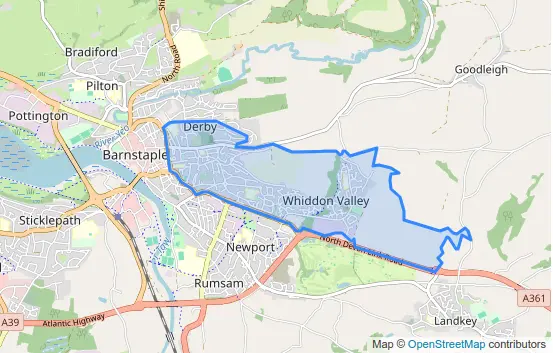 Bradiford
North Road
Goodleigh
Pilton
Pottington
River Yeo
Derby
Barnstaple
Whiddon Valley
Sticklepath
Newport
North Devon Link Road
Rumsam
A361
A39
Atlantic Highway
Landkey
Map © OpenStreetMap contributors